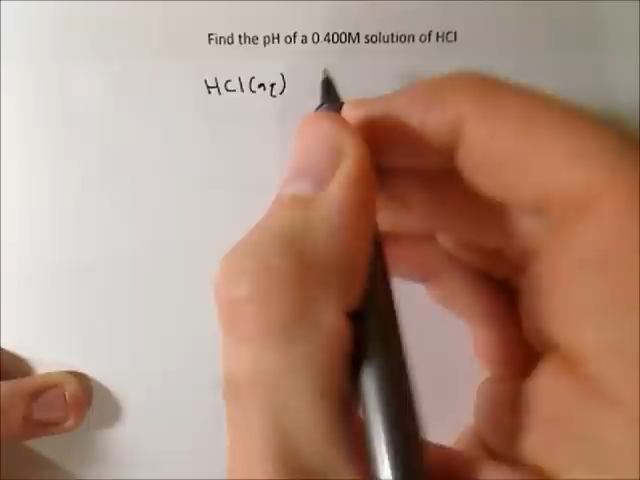 Find the pH of a 0.400M solution of HCl
HCl(aq)